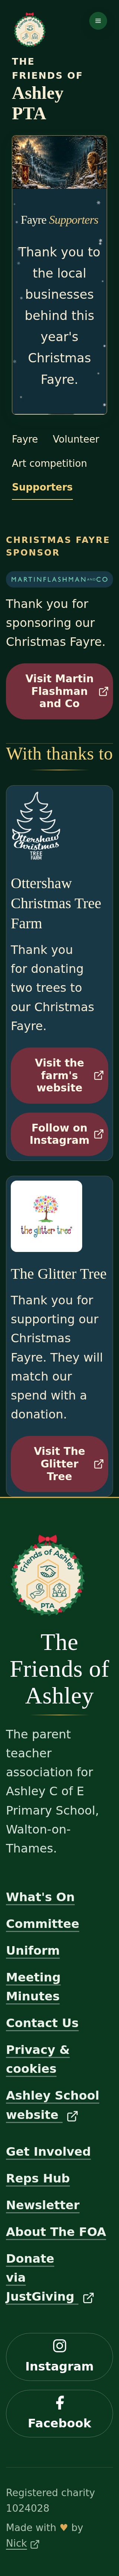 THE
FRIENDS OF
Ashley
PTA
Fayre Supporters
Thank you to
the local
businesses
behind this
year's
Christmas
Fayre.
Fayre Volunteer
Art competition
Supporters
CHRISTMAS FAYRE
SPONSOR
MARTINFLASHMAN AND CO
Thank you for
sponsoring our
Christmas Fayre.
Visit Martin
Flashman
and Co
With thanks to
Ottershaw
Christmas
TREE
FARM
Ottershaw
Christmas Tree
Farm
Thank you
for donating
two trees to
our Christmas
Fayre.
Visit the
farm's
website
Follow on
Instagram
the glitter tree
The Glitter Tree
Thank you for
supporting our
Christmas
Fayre. They will
match our
spend with a
donation.
Visit The
Glitter
Tree
Friends of Ashley
PTA
The
Friends of
Ashley
The parent
teacher
association for
Ashley C of E
Primary School,
Walton-on-
Thames.
What's On
Committee
Uniform
Meeting
Minutes
Contact Us
Privacy &
cookies
Ashley School
website
Get Involved
Reps Hub
Newsletter
About The FOA
Donate
via
JustGiving
Instagram
Facebook
Registered charity
1024028
Made with ♥ by
Nick